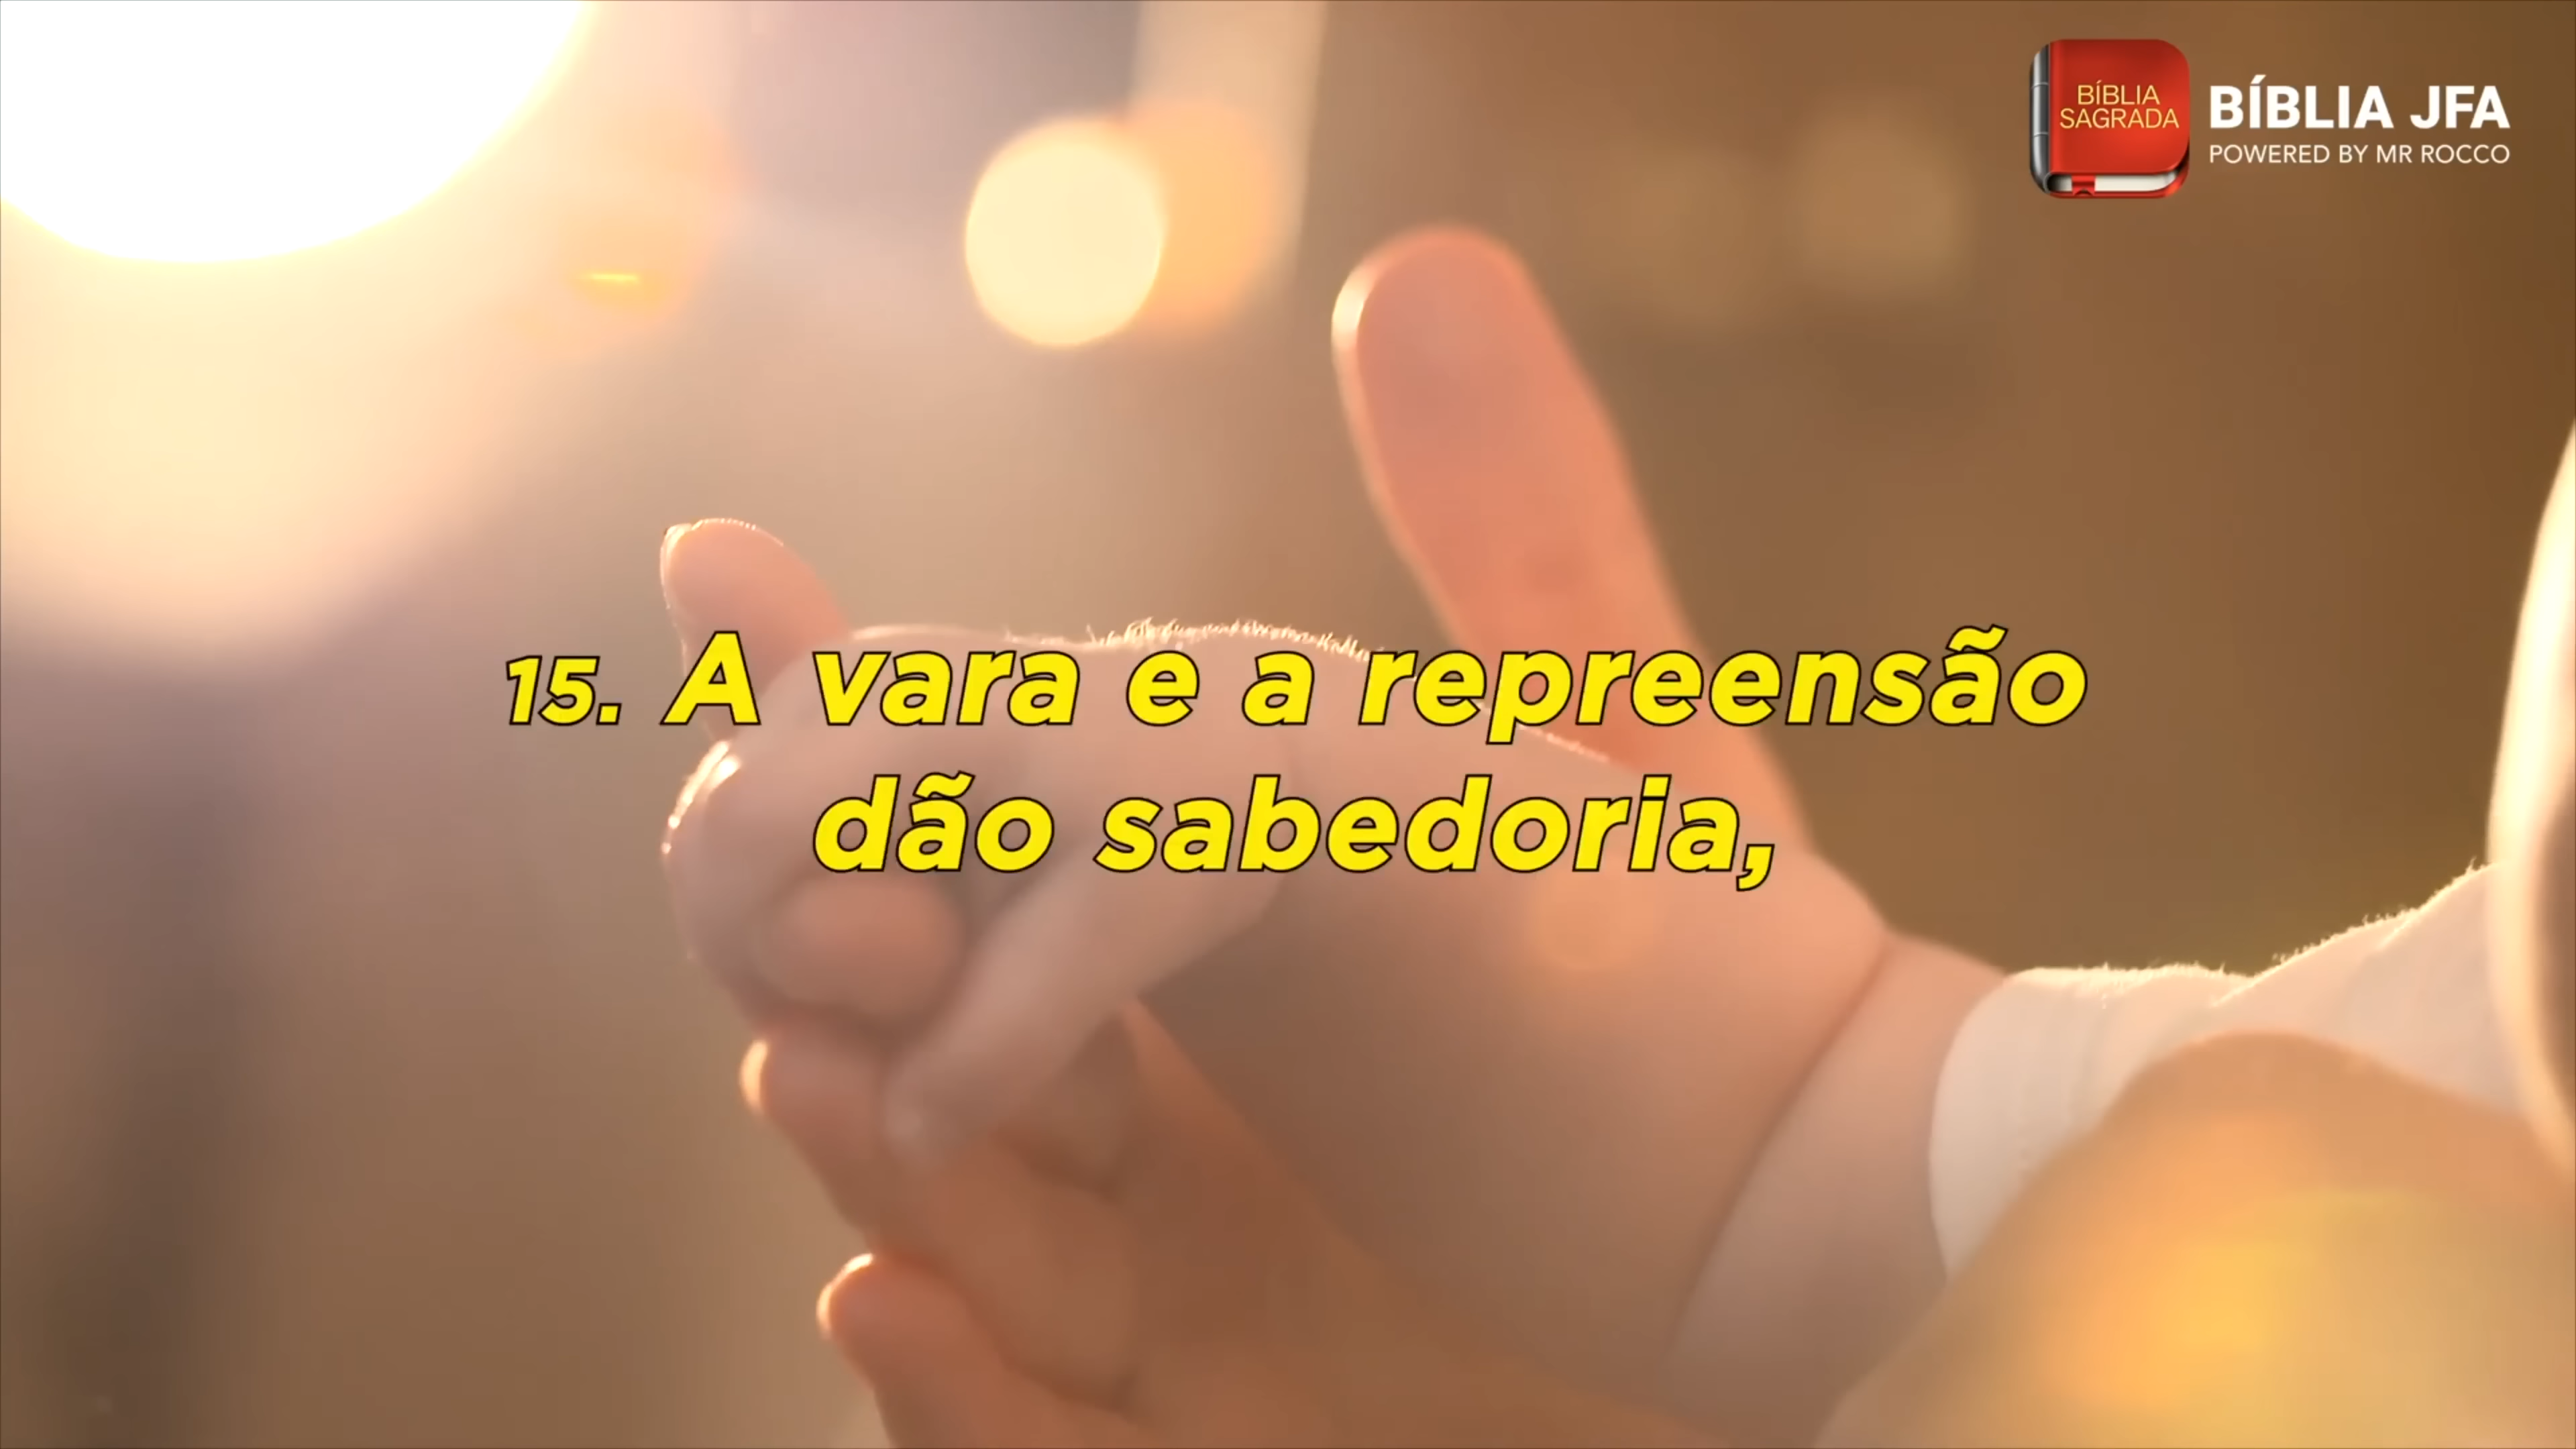 BÍBLIA
SAGRADA
BÍBLIA JFA
POWERED BY MR ROCCO
15. A vara e a repreensão
dão sabedoria,